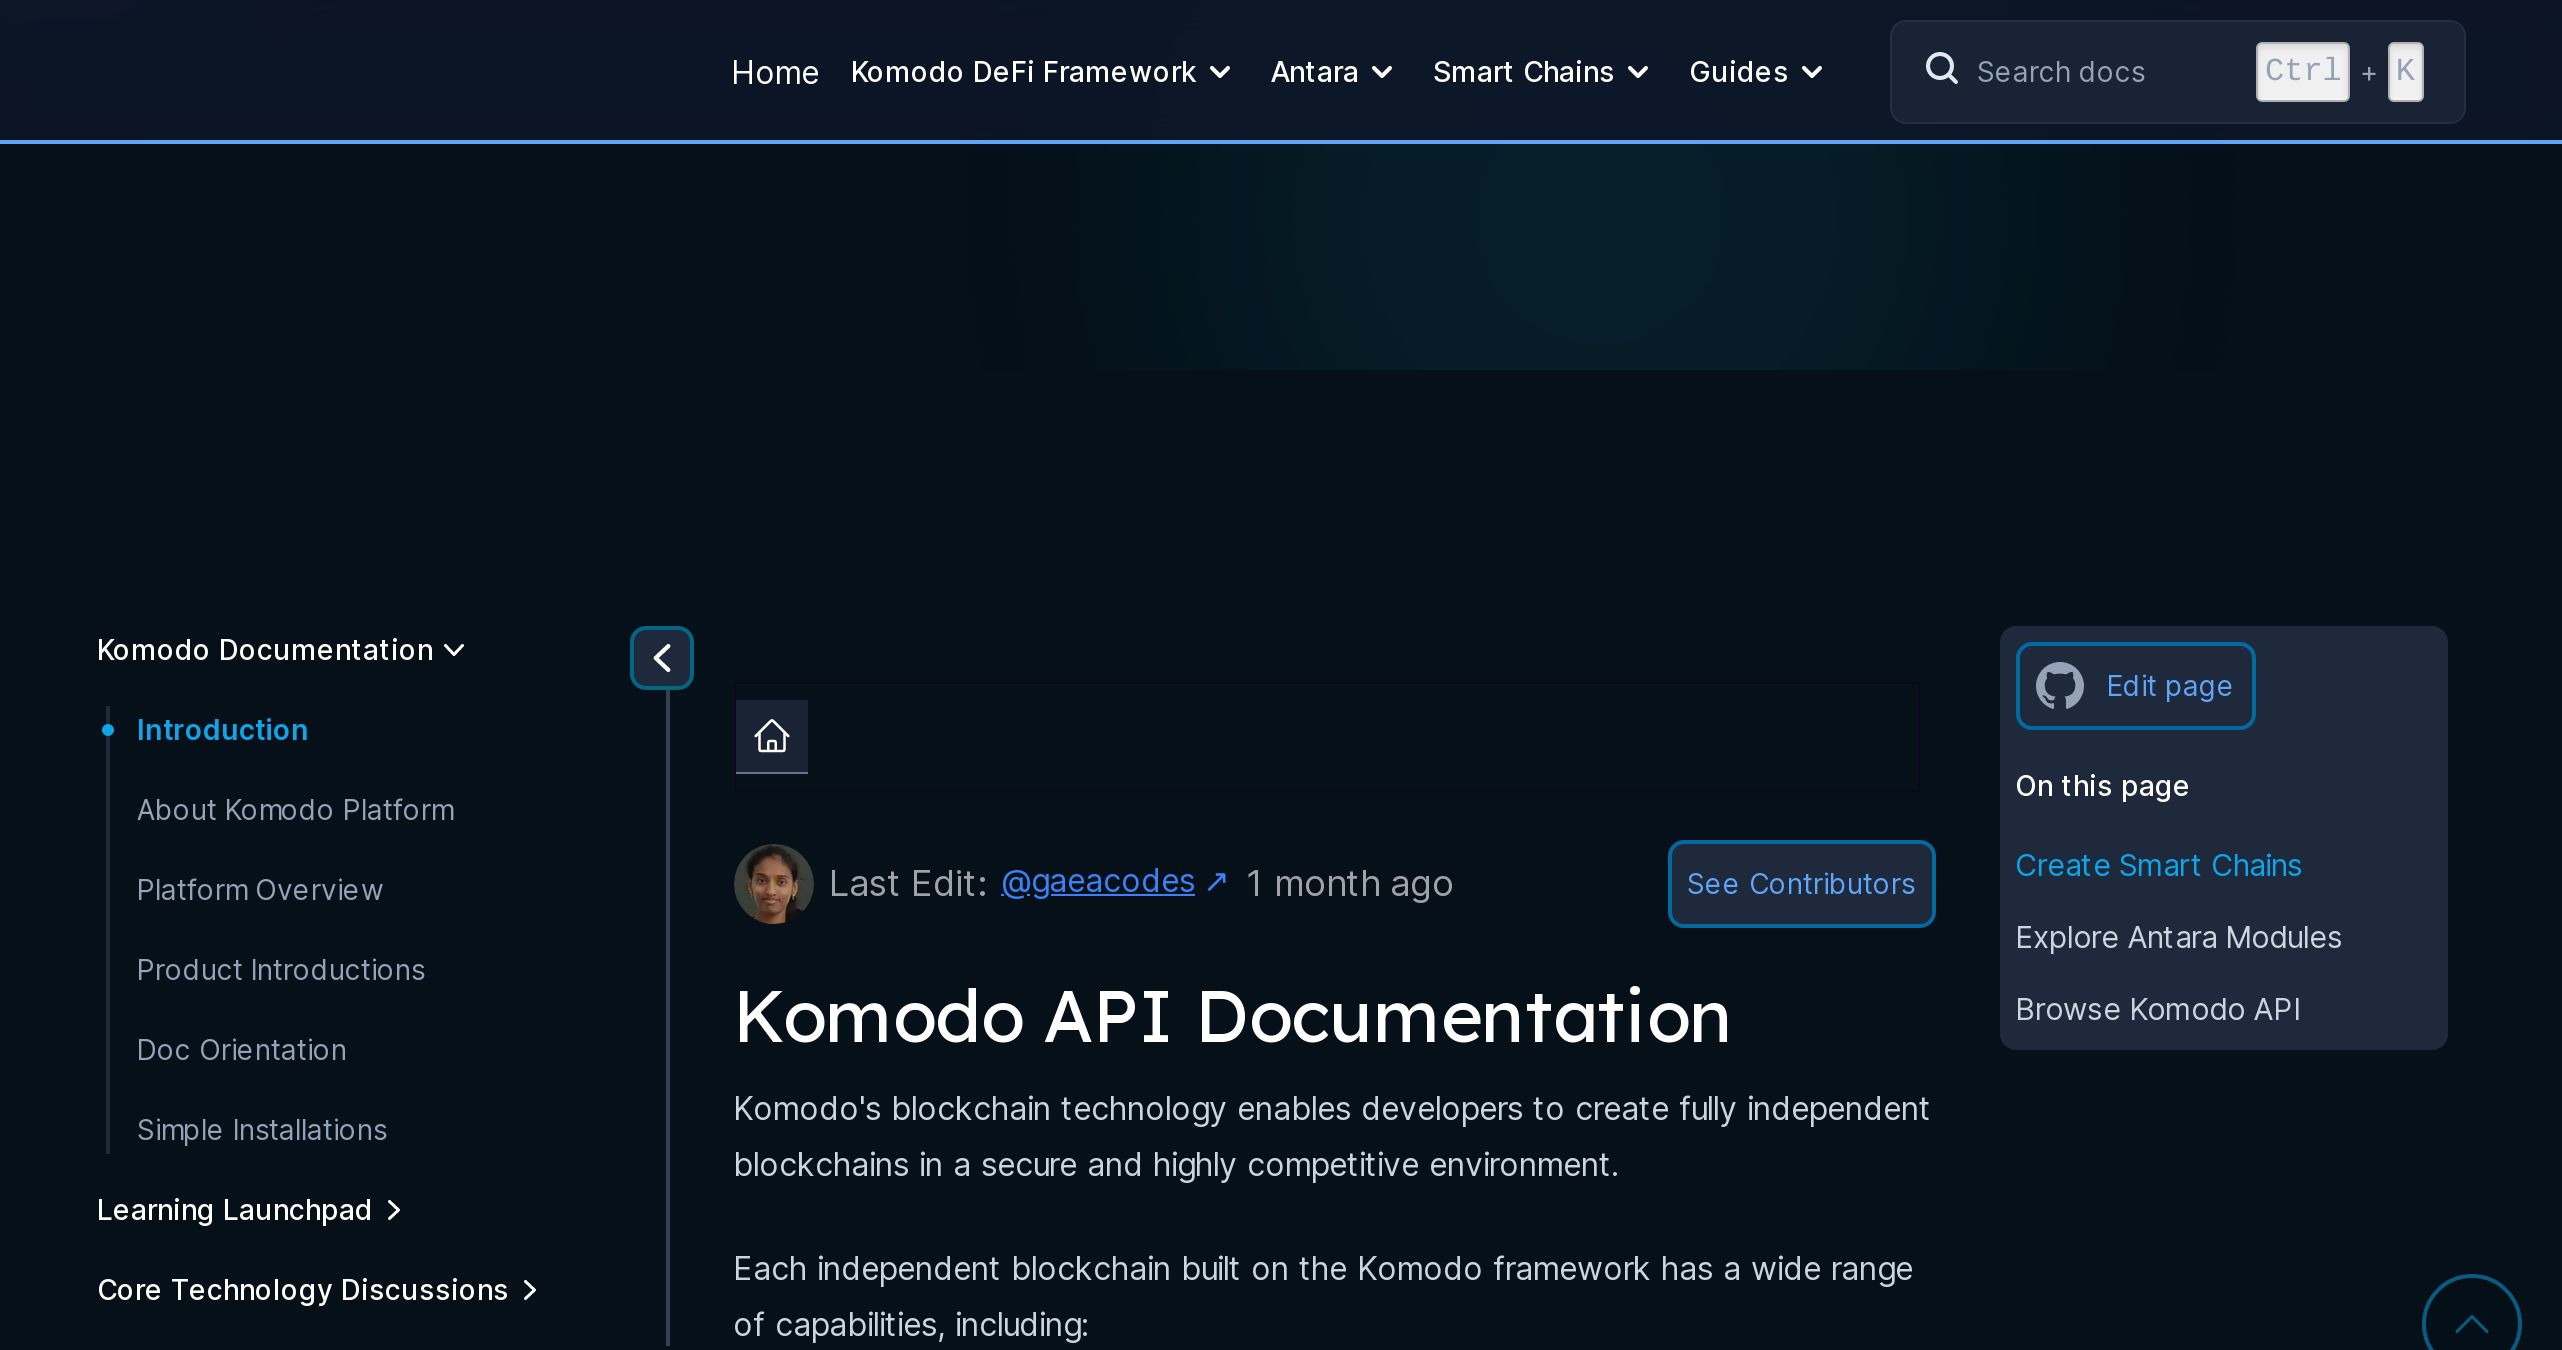 Home Komodo DeFi Framework Antara Smart Chains Guides Search docs Ctrl + K
Komodo Documentation
Introduction
About Komodo Platform
Platform Overview
Product Introductions
Doc Orientation
Simple Installations
Learning Launchpad
Core Technology Discussions
Last Edit: @gaeacodes 1 month ago See Contributors
Komodo API Documentation
Komodo's blockchain technology enables developers to create fully independent
blockchains in a secure and highly competitive environment.
Each independent blockchain built on the Komodo framework has a wide range
of capabilities, including:
Edit page
On this page
Create Smart Chains
Explore Antara Modules
Browse Komodo API